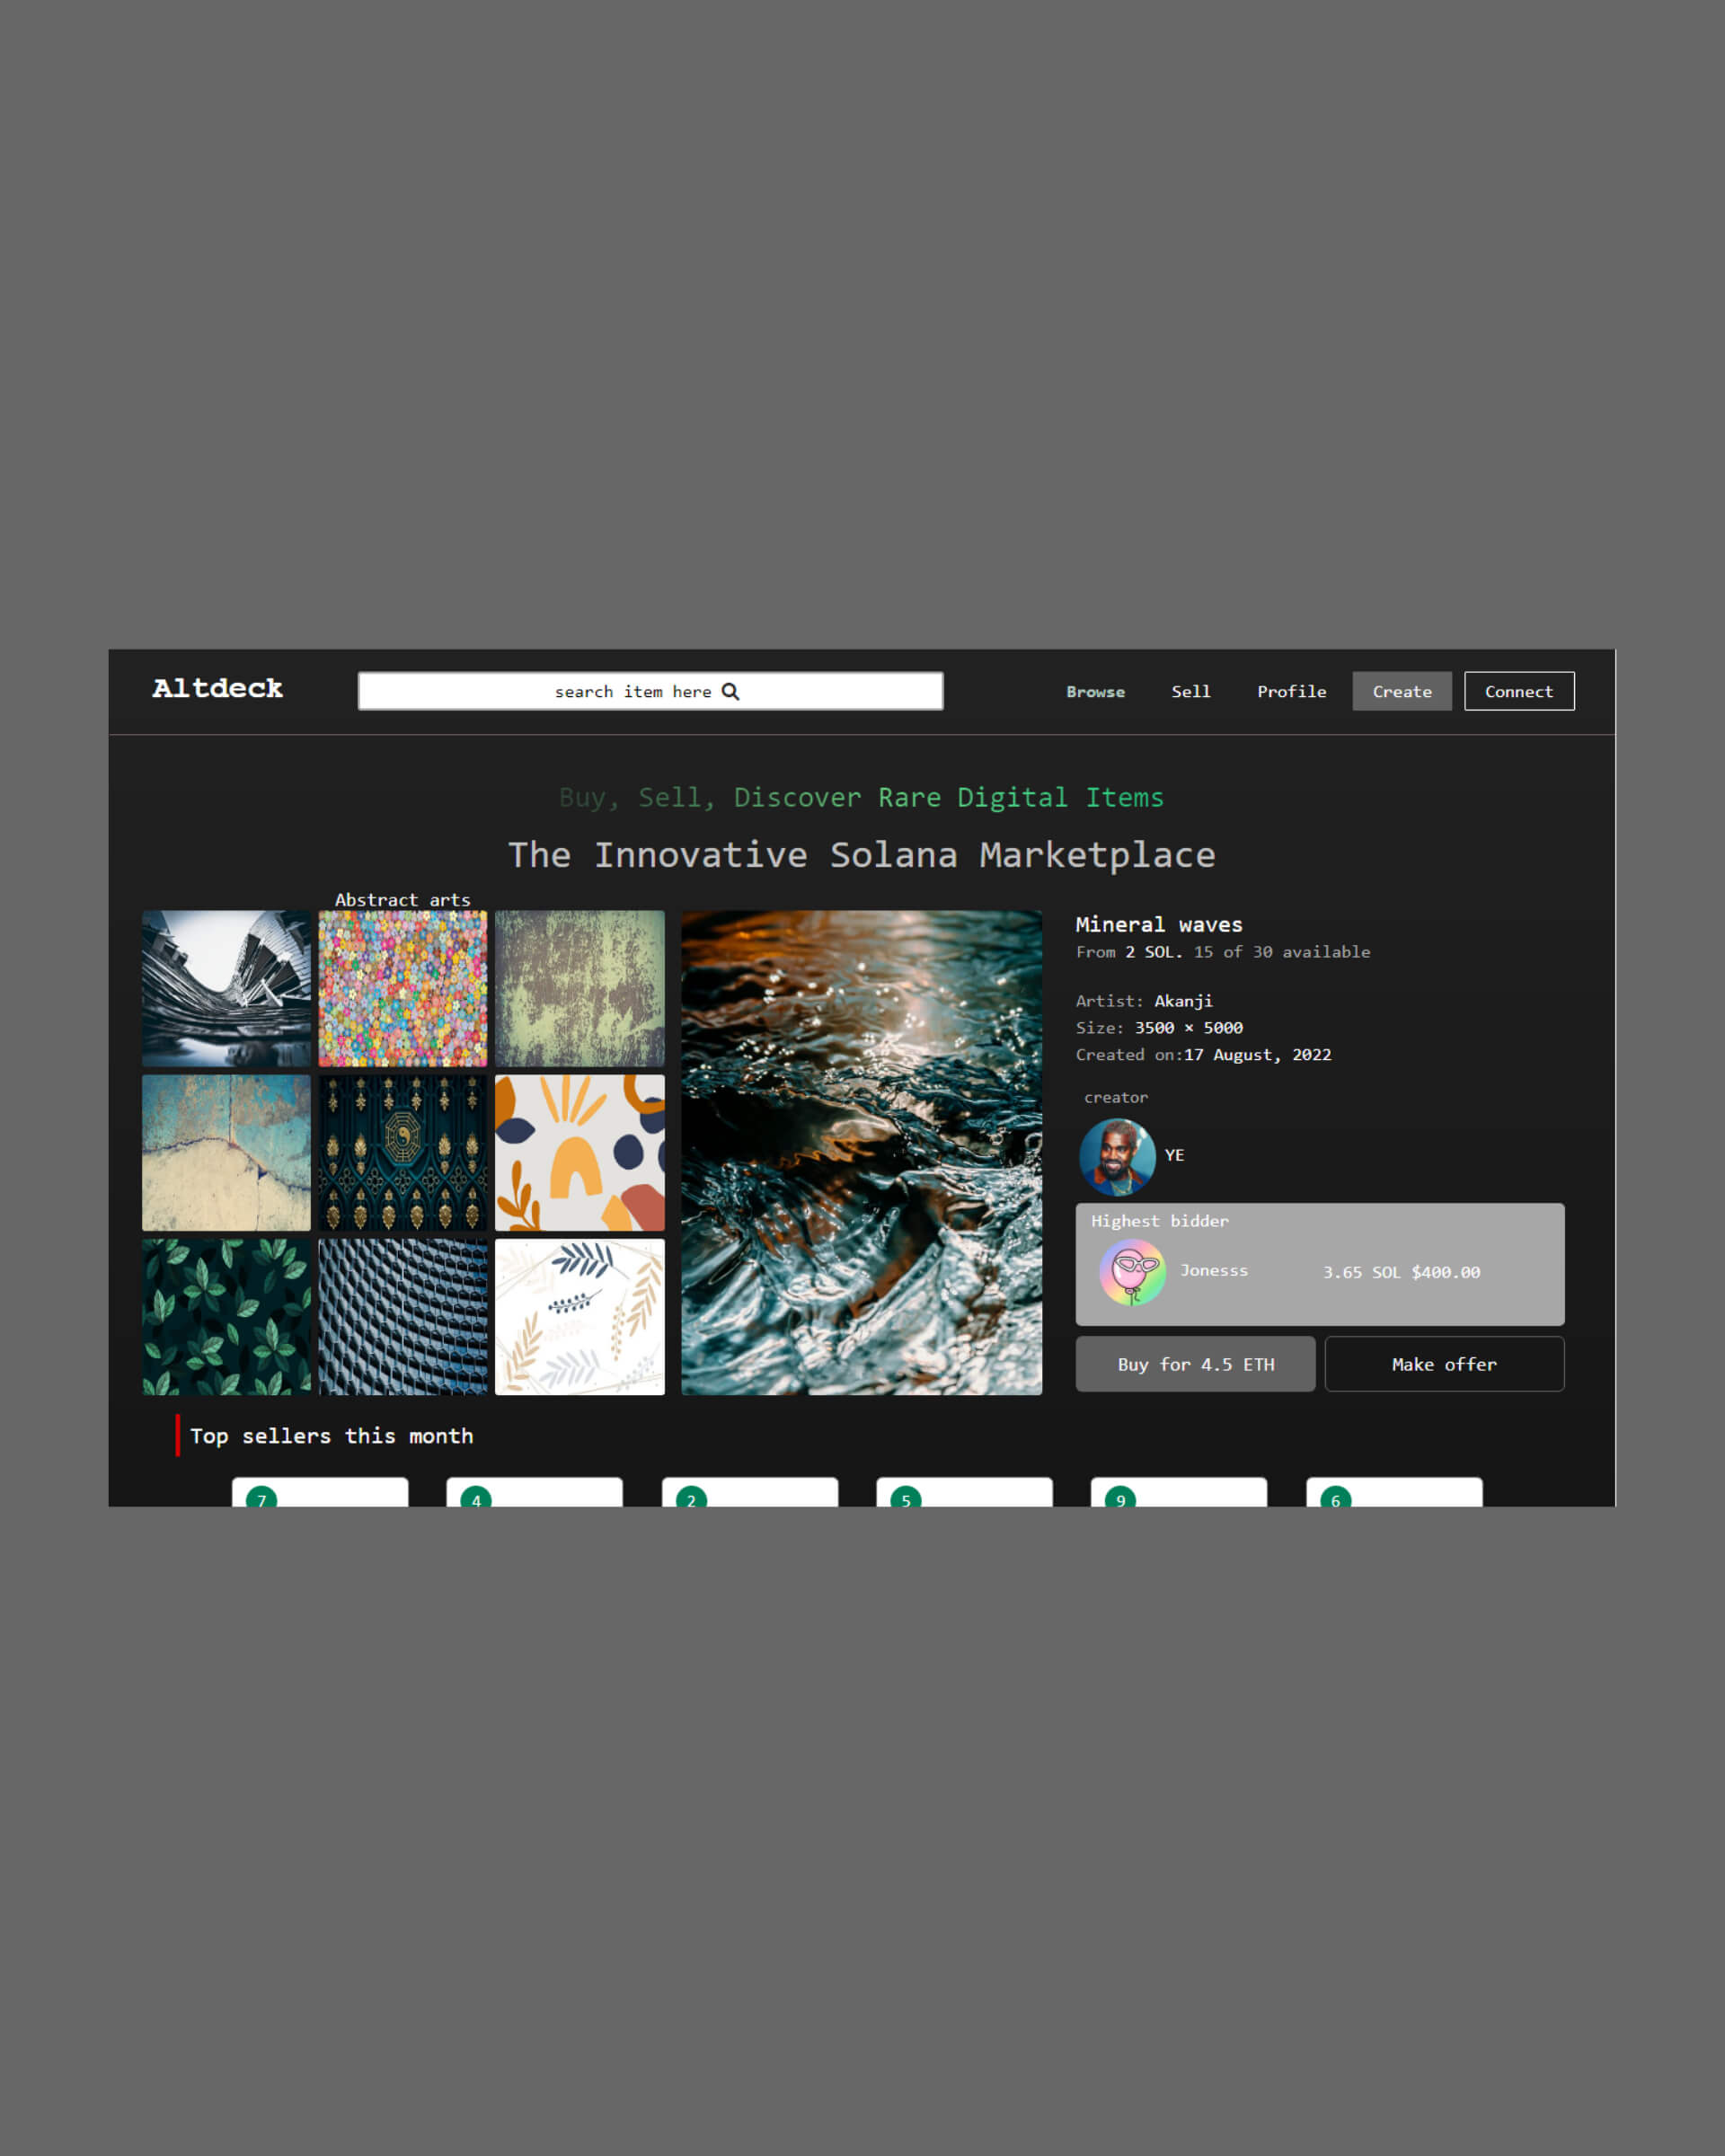 Altdeck
search item here
Browse Sell Profile Create Connect
Buy, Sell, Discover Rare Digital Items
The Innovative Solana Marketplace
Abstract arts
Mineral waves
From 2 SOL. 15 of 30 available
Artist: Akanji
Size: 3500 × 5000
Created on:17 August, 2022
creator
YE
Highest bidder
Jonesss 3.65 SOL $400.00
Buy for 4.5 ETH Make offer
Top sellers this month
7 4 2 5 9 6